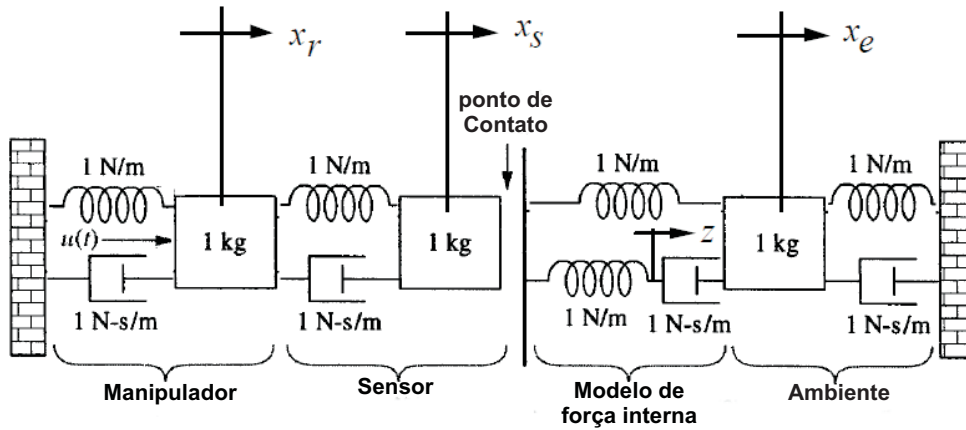 x_r
x_s
x_e
ponto de
Contato
1 N/m
1 N/m
1 N/m
1 N/m
u(t)
1 kg
1 kg
z
1 kg
1 N-s/m
1 N-s/m
1 N/m
1 N-s/m
1 N-s/m
Manipulador
Sensor
Modelo de
força interna
Ambiente